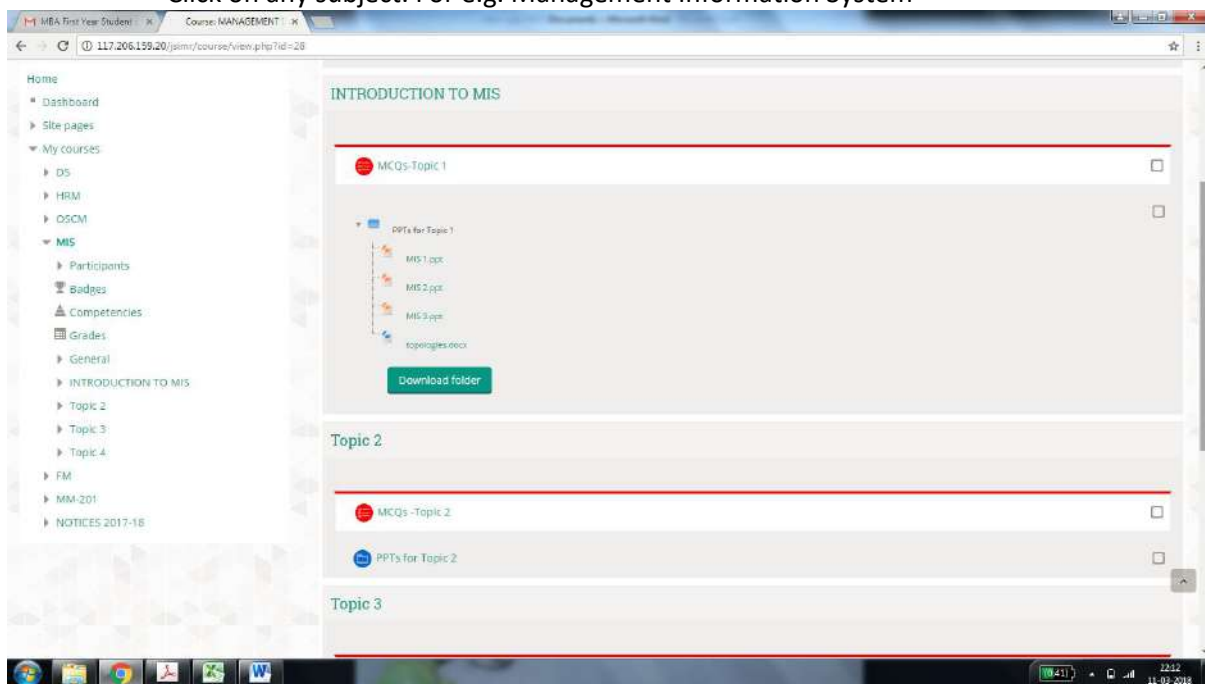 Click on any subject. For e.g. Management Information System
MBA First Year Student
Course: MANAGEMENT
117.206.159.20/jsimr/course/view.php?id=28
Home
Dashboard
Site pages
My courses
DS
HRM
OSCM
MIS
Participants
Badges
Competencies
Grades
General
INTRODUCTION TO MIS
Topic 2
Topic 3
Topic 4
FM
MM-201
NOTICES 2017-18
INTRODUCTION TO MIS
MCQs-Topic 1
PPTs for Topic 1
MIS 1.ppt
MIS 2.ppt
MIS 3.ppt
topologies.docx
Download folder
Topic 2
MCQs -Topic 2
PPTs for Topic 2
Topic 3
22:12
11-03-2018